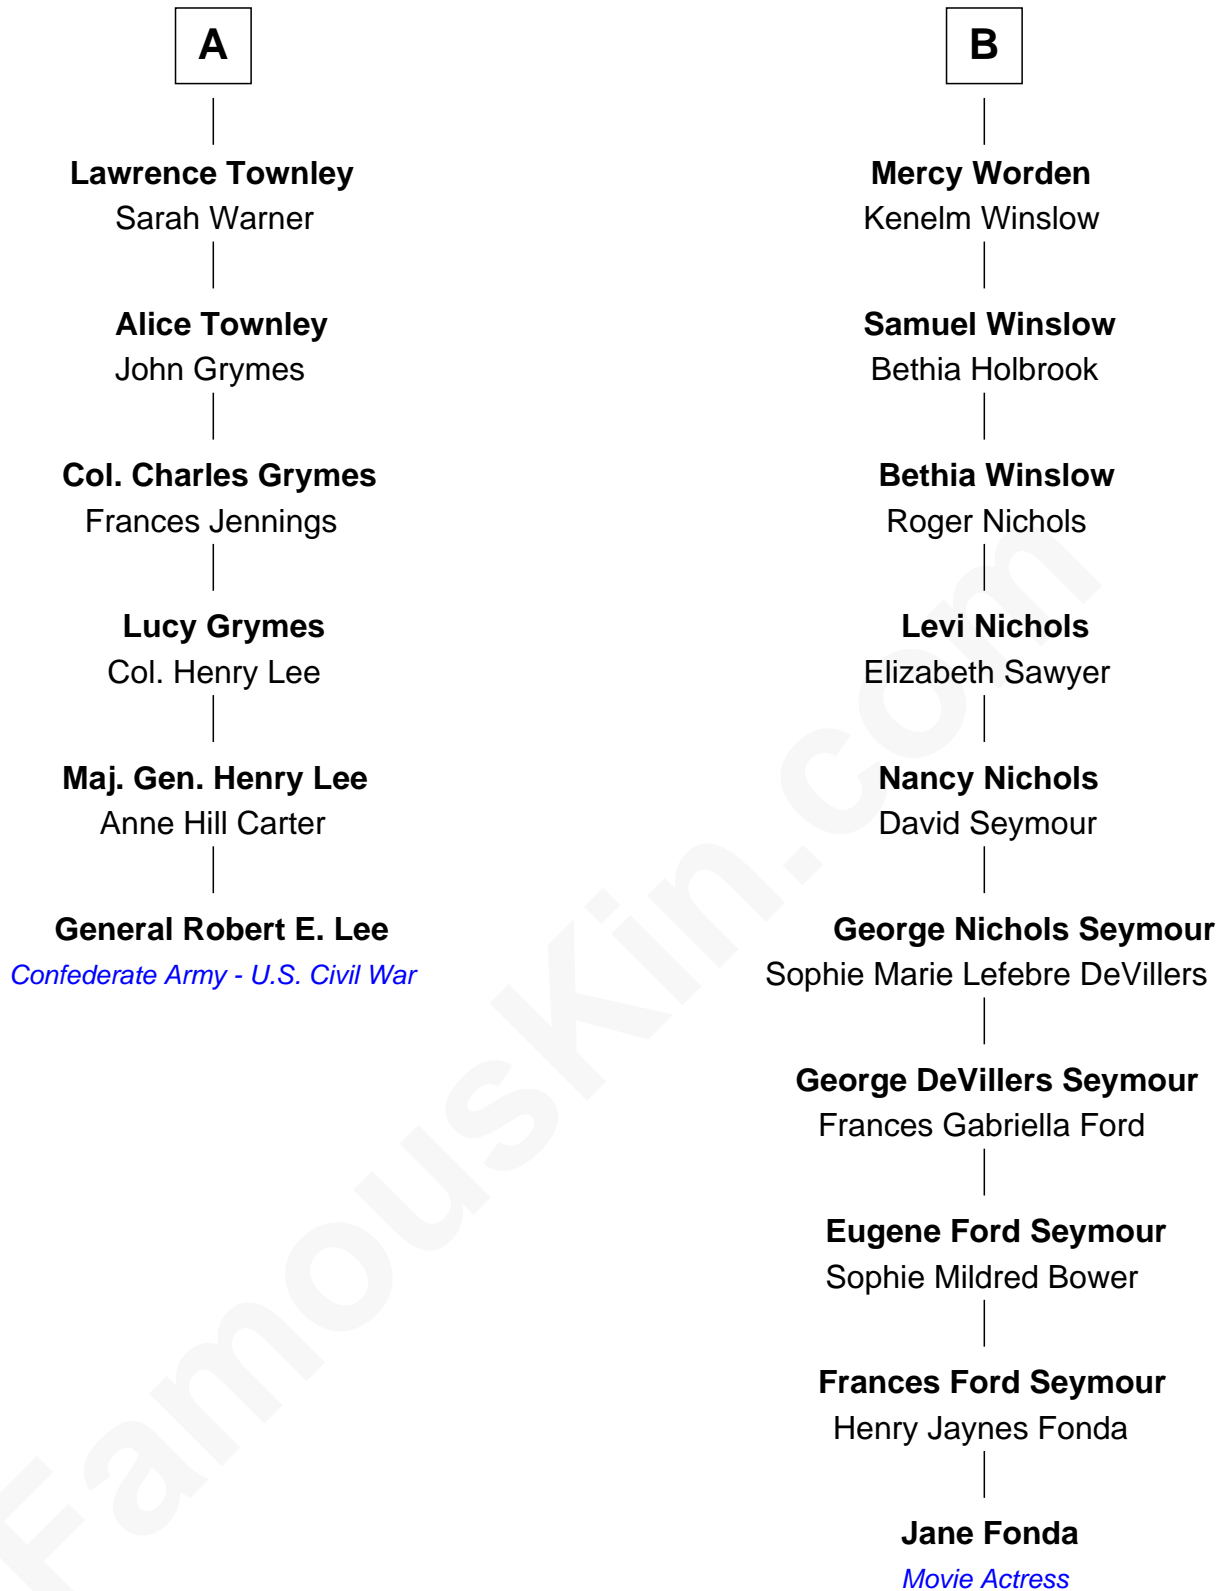 A
Lawrence Townley
Sarah Warner
Alice Townley
John Grymes
Col. Charles Grymes
Frances Jennings
Lucy Grymes
Col. Henry Lee
Maj. Gen. Henry Lee
Anne Hill Carter
General Robert E. Lee
Confederate Army - U.S. Civil War
B
Mercy Worden
Kenelm Winslow
Samuel Winslow
Bethia Holbrook
Bethia Winslow
Roger Nichols
Levi Nichols
Elizabeth Sawyer
Nancy Nichols
David Seymour
George Nichols Seymour
Sophie Marie Lefebre DeVillers
George DeVillers Seymour
Frances Gabriella Ford
Eugene Ford Seymour
Sophie Mildred Bower
Frances Ford Seymour
Henry Jaynes Fonda
Jane Fonda
Movie Actress
FamousKin.com